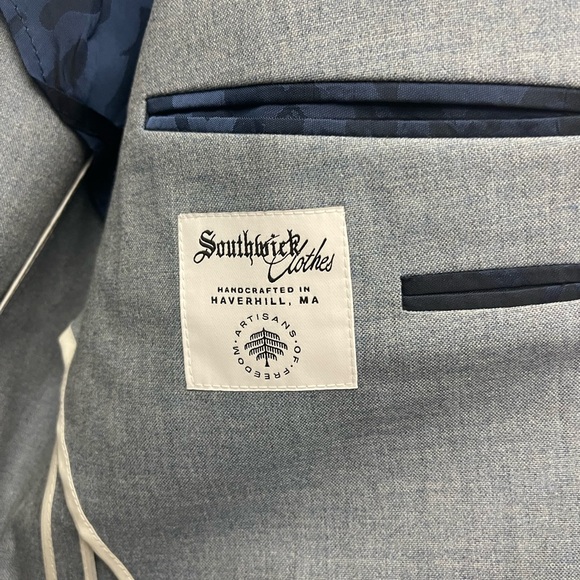 Southwick
Clothes
HANDCRAFTED IN
HAVERHILL, MA
·ARTISANS·OF·FREEDOM·